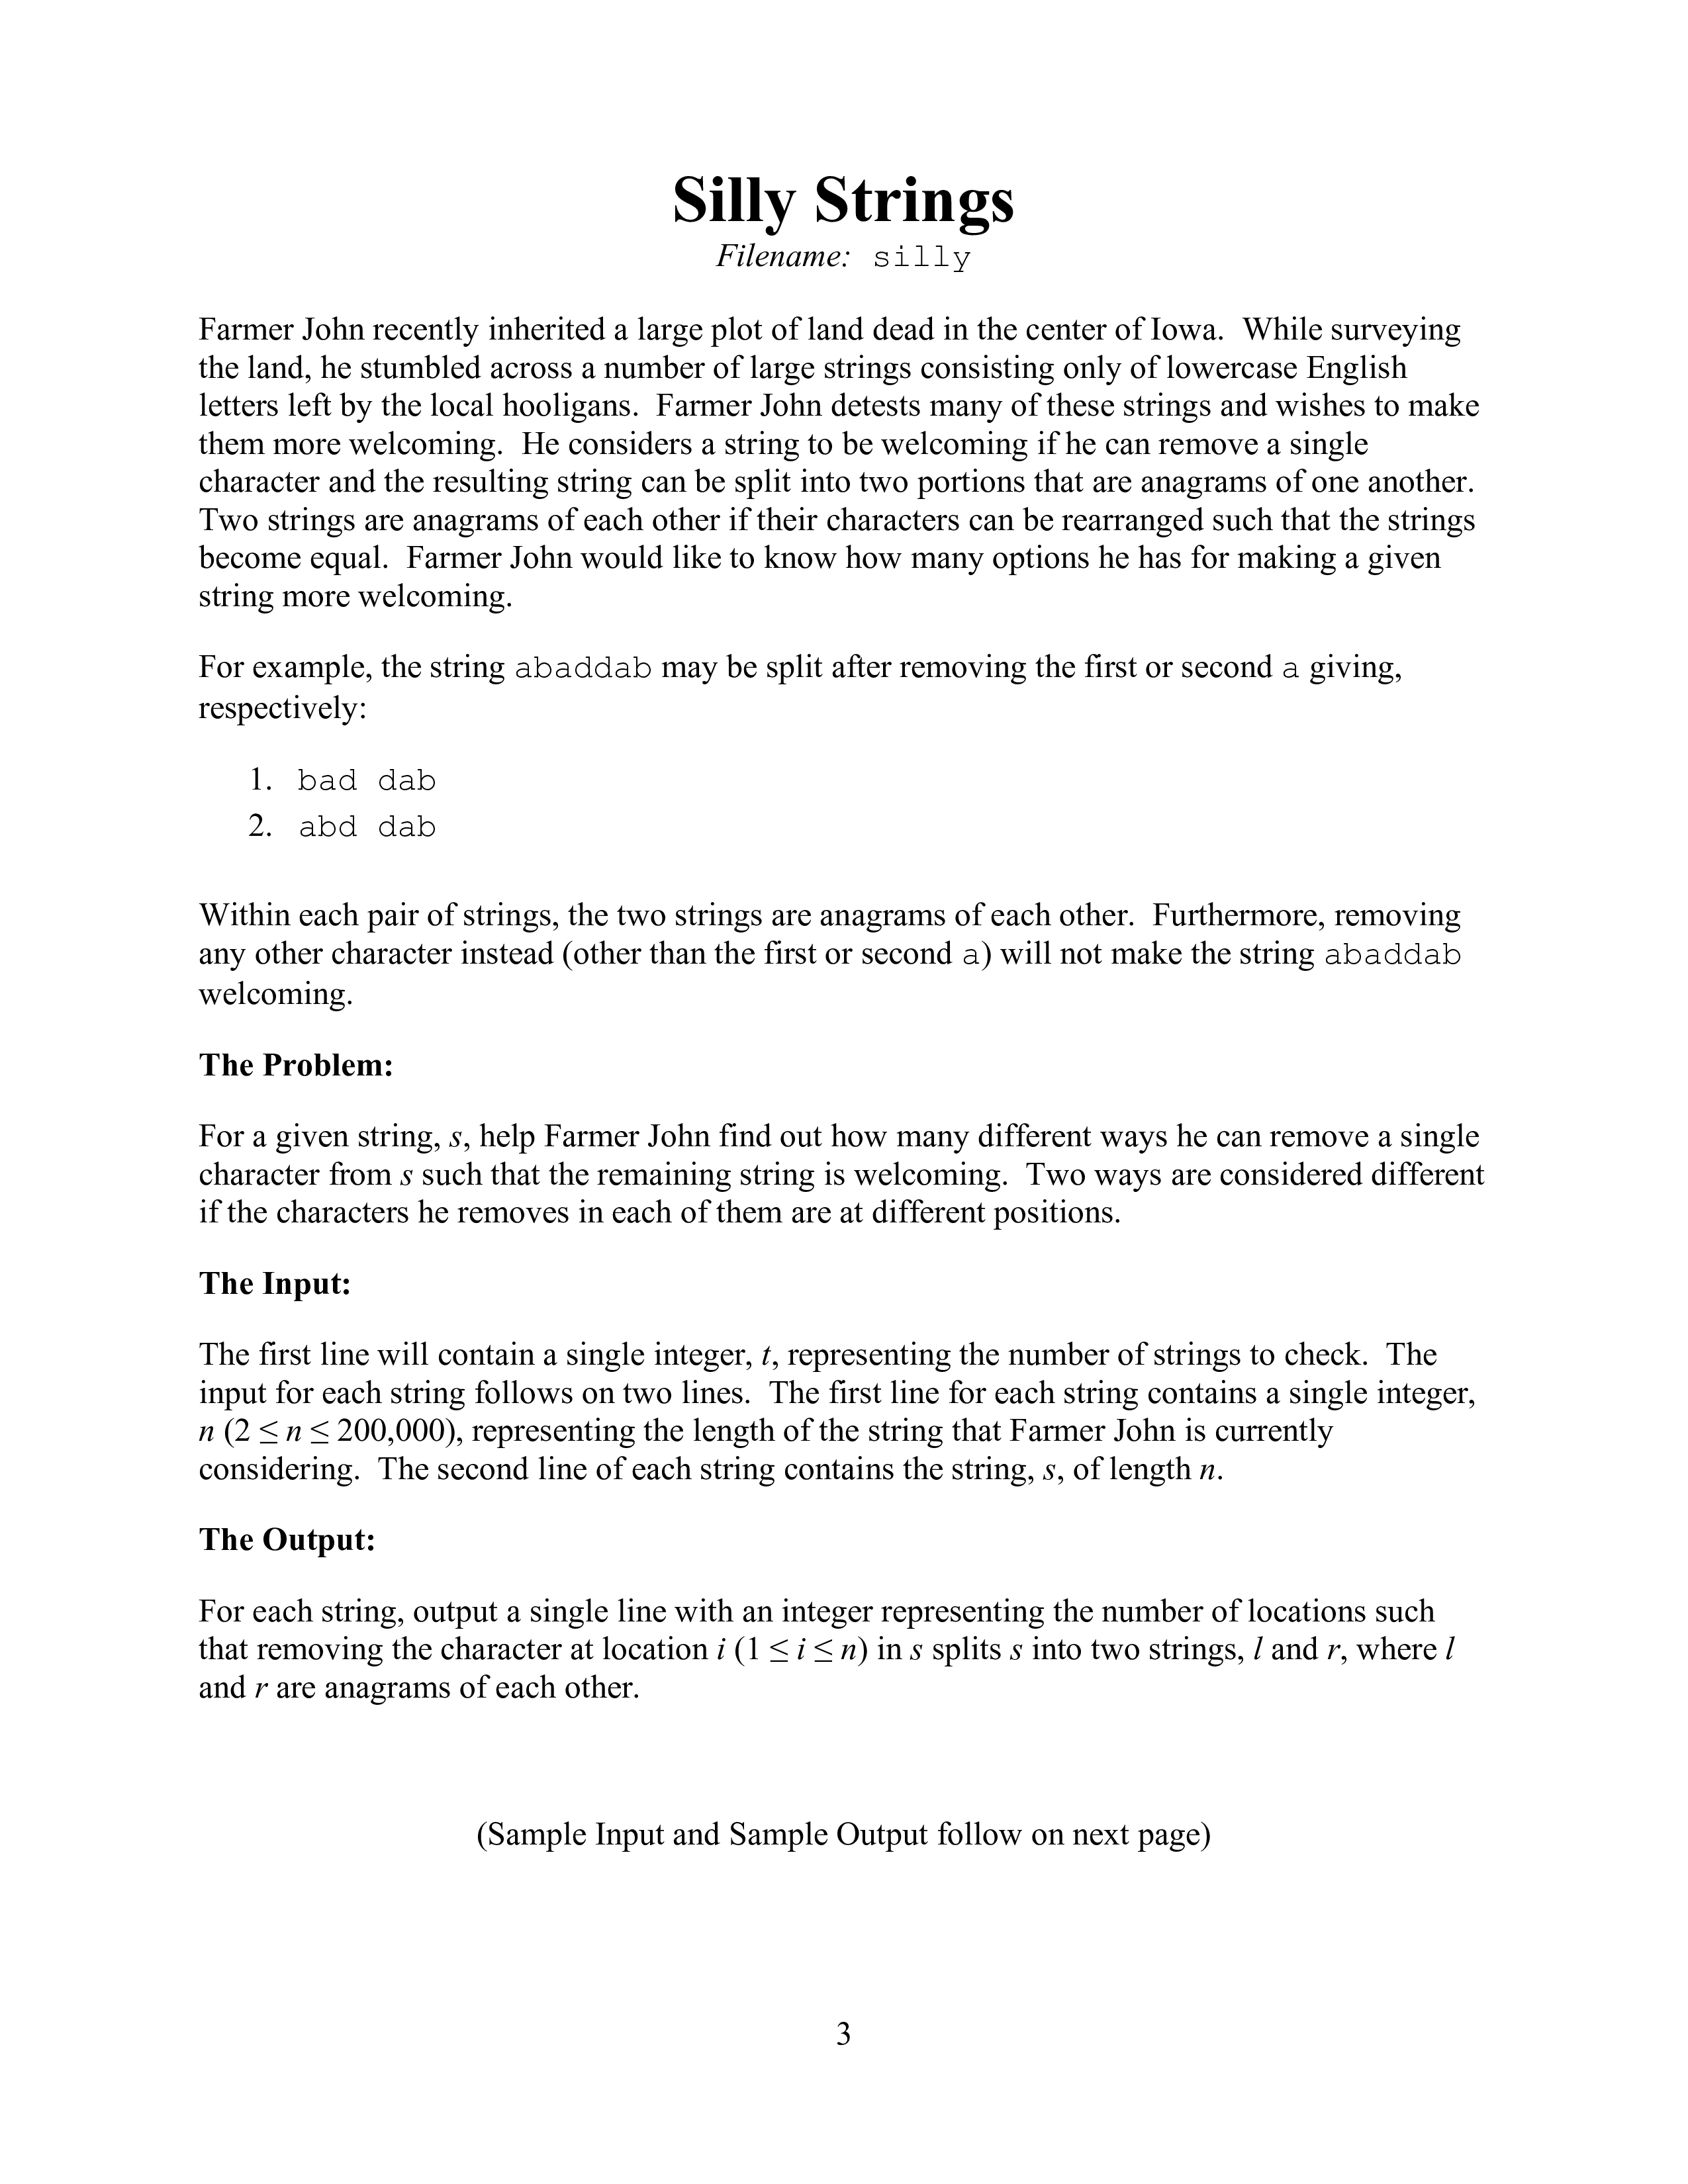 Silly Strings
Filename: silly
Farmer John recently inherited a large plot of land dead in the center of Iowa. While surveying
the land, he stumbled across a number of large strings consisting only of lowercase English
letters left by the local hooligans. Farmer John detests many of these strings and wishes to make
them more welcoming. He considers a string to be welcoming if he can remove a single
character and the resulting string can be split into two portions that are anagrams of one another.
Two strings are anagrams of each other if their characters can be rearranged such that the strings
become equal. Farmer John would like to know how many options he has for making a given
string more welcoming.
For example, the string abaddab may be split after removing the first or second a giving,
respectively:
1. bad dab
2. abd dab
Within each pair of strings, the two strings are anagrams of each other. Furthermore, removing
any other character instead (other than the first or second a) will not make the string abaddab
welcoming.
The Problem:
For a given string, s, help Farmer John find out how many different ways he can remove a single
character from s such that the remaining string is welcoming. Two ways are considered different
if the characters he removes in each of them are at different positions.
The Input:
The first line will contain a single integer, t, representing the number of strings to check. The
input for each string follows on two lines. The first line for each string contains a single integer,
n (2 ≤ n ≤ 200,000), representing the length of the string that Farmer John is currently
considering. The second line of each string contains the string, s, of length n.
The Output:
For each string, output a single line with an integer representing the number of locations such
that removing the character at location i (1 ≤ i ≤ n) in s splits s into two strings, l and r, where l
and r are anagrams of each other.
(Sample Input and Sample Output follow on next page)
3